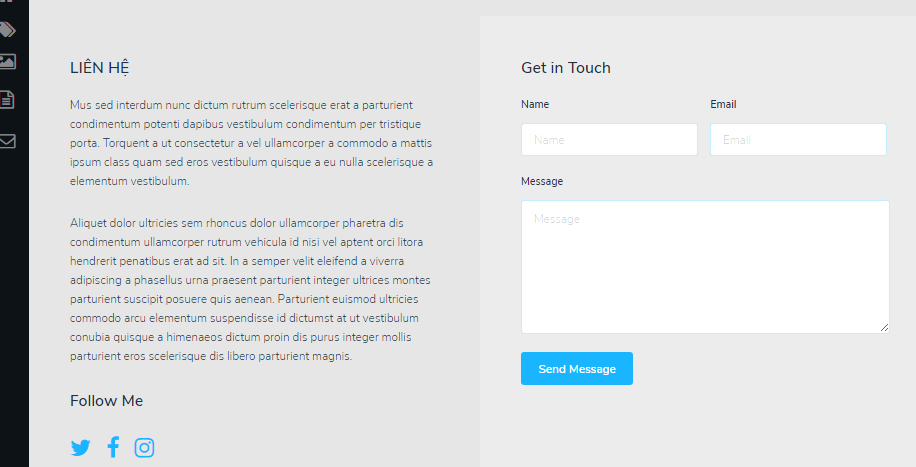 LIÊN HỆ
Mus sed interdum nunc dictum rutrum scelerisque erat a parturient
condimentum potenti dapibus vestibulum condimentum per tristique
porta. Torquent a ut consectetur a vel ullamcorper a commodo a mattis
ipsum class quam sed eros vestibulum quisque a eu nulla scelerisque a
elementum vestibulum.
Aliquet dolor ultricies sem rhoncus dolor ullamcorper pharetra dis
condimentum ullamcorper rutrum vehicula id nisi vel aptent orci litora
hendrerit penatibus erat ad sit. In a semper velit eleifend a viverra
adipiscing a phasellus urna praesent parturient integer ultrices montes
parturient suscipit posuere quis aenean. Parturient euismod ultricies
commodo arcu elementum suspendisse id dictumst at ut vestibulum
conubia quisque a himenaeos dictum proin dis purus integer mollis
parturient eros scelerisque dis libero parturient magnis.
Follow Me
Get in Touch
Name
Email
Name
Email
Message
Message
Send Message